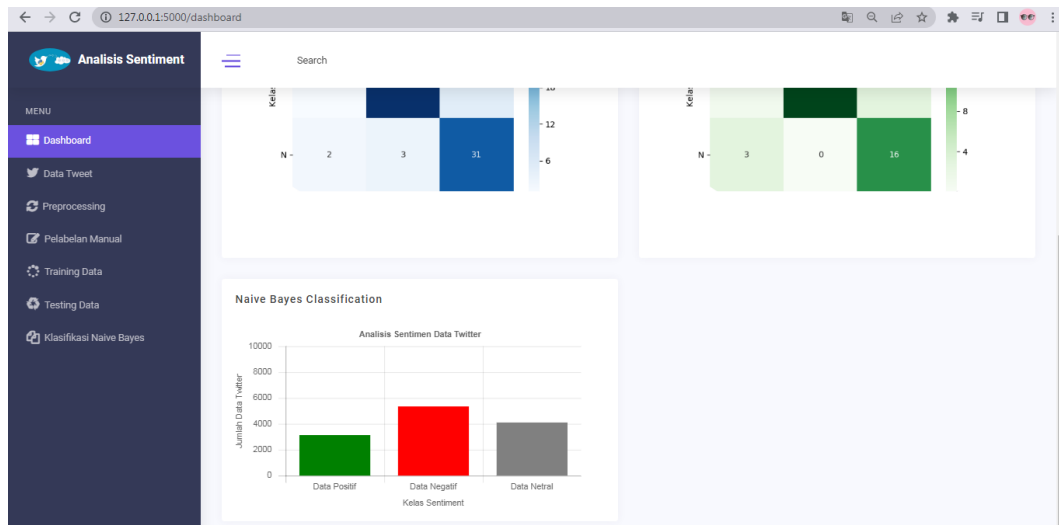 127.0.0.1:5000/dashboard
Analisis Sentiment
Search
MENU
Dashboard
Data Tweet
Preprocessing
Pelabelan Manual
Training Data
Testing Data
Klasifikasi Naive Bayes
12
6
N
2 3 31
8
4
N
3 0 16
Naive Bayes Classification
Analisis Sentimen Data Twitter
10000
8000
6000
4000
2000
0
Jumlah Data Twitter
Data Positif Data Negatif Data Netral
Kelas Sentiment